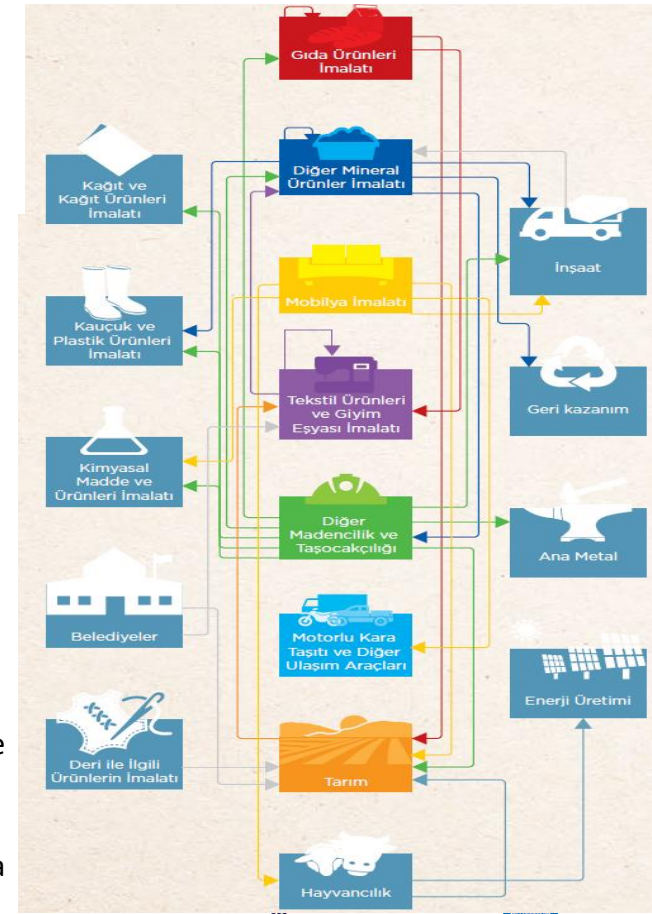 Gıda Ürünleri
İmalatı
Diğer Mineral
Ürünler İmalatı
Kağıt ve
Kağıt Ürünleri
İmalatı
İnşaat
Mobilya İmalatı
Kauçuk ve
Plastik Ürünleri
İmalatı
Tekstil Ürünleri
ve Giyim
Eşyası İmalatı
Geri kazanım
Kimyasal
Madde ve
Ürünleri İmalatı
Diğer
Madencilik ve
Taşocakçılığı
Ana Metal
Belediyeler
Motorlu Kara
Taşıtı ve Diğer
Ulaşım Araçları
Enerji Üretimi
Deri ile İlgili
Ürünlerin İmalatı
Tarım
Hayvancılık